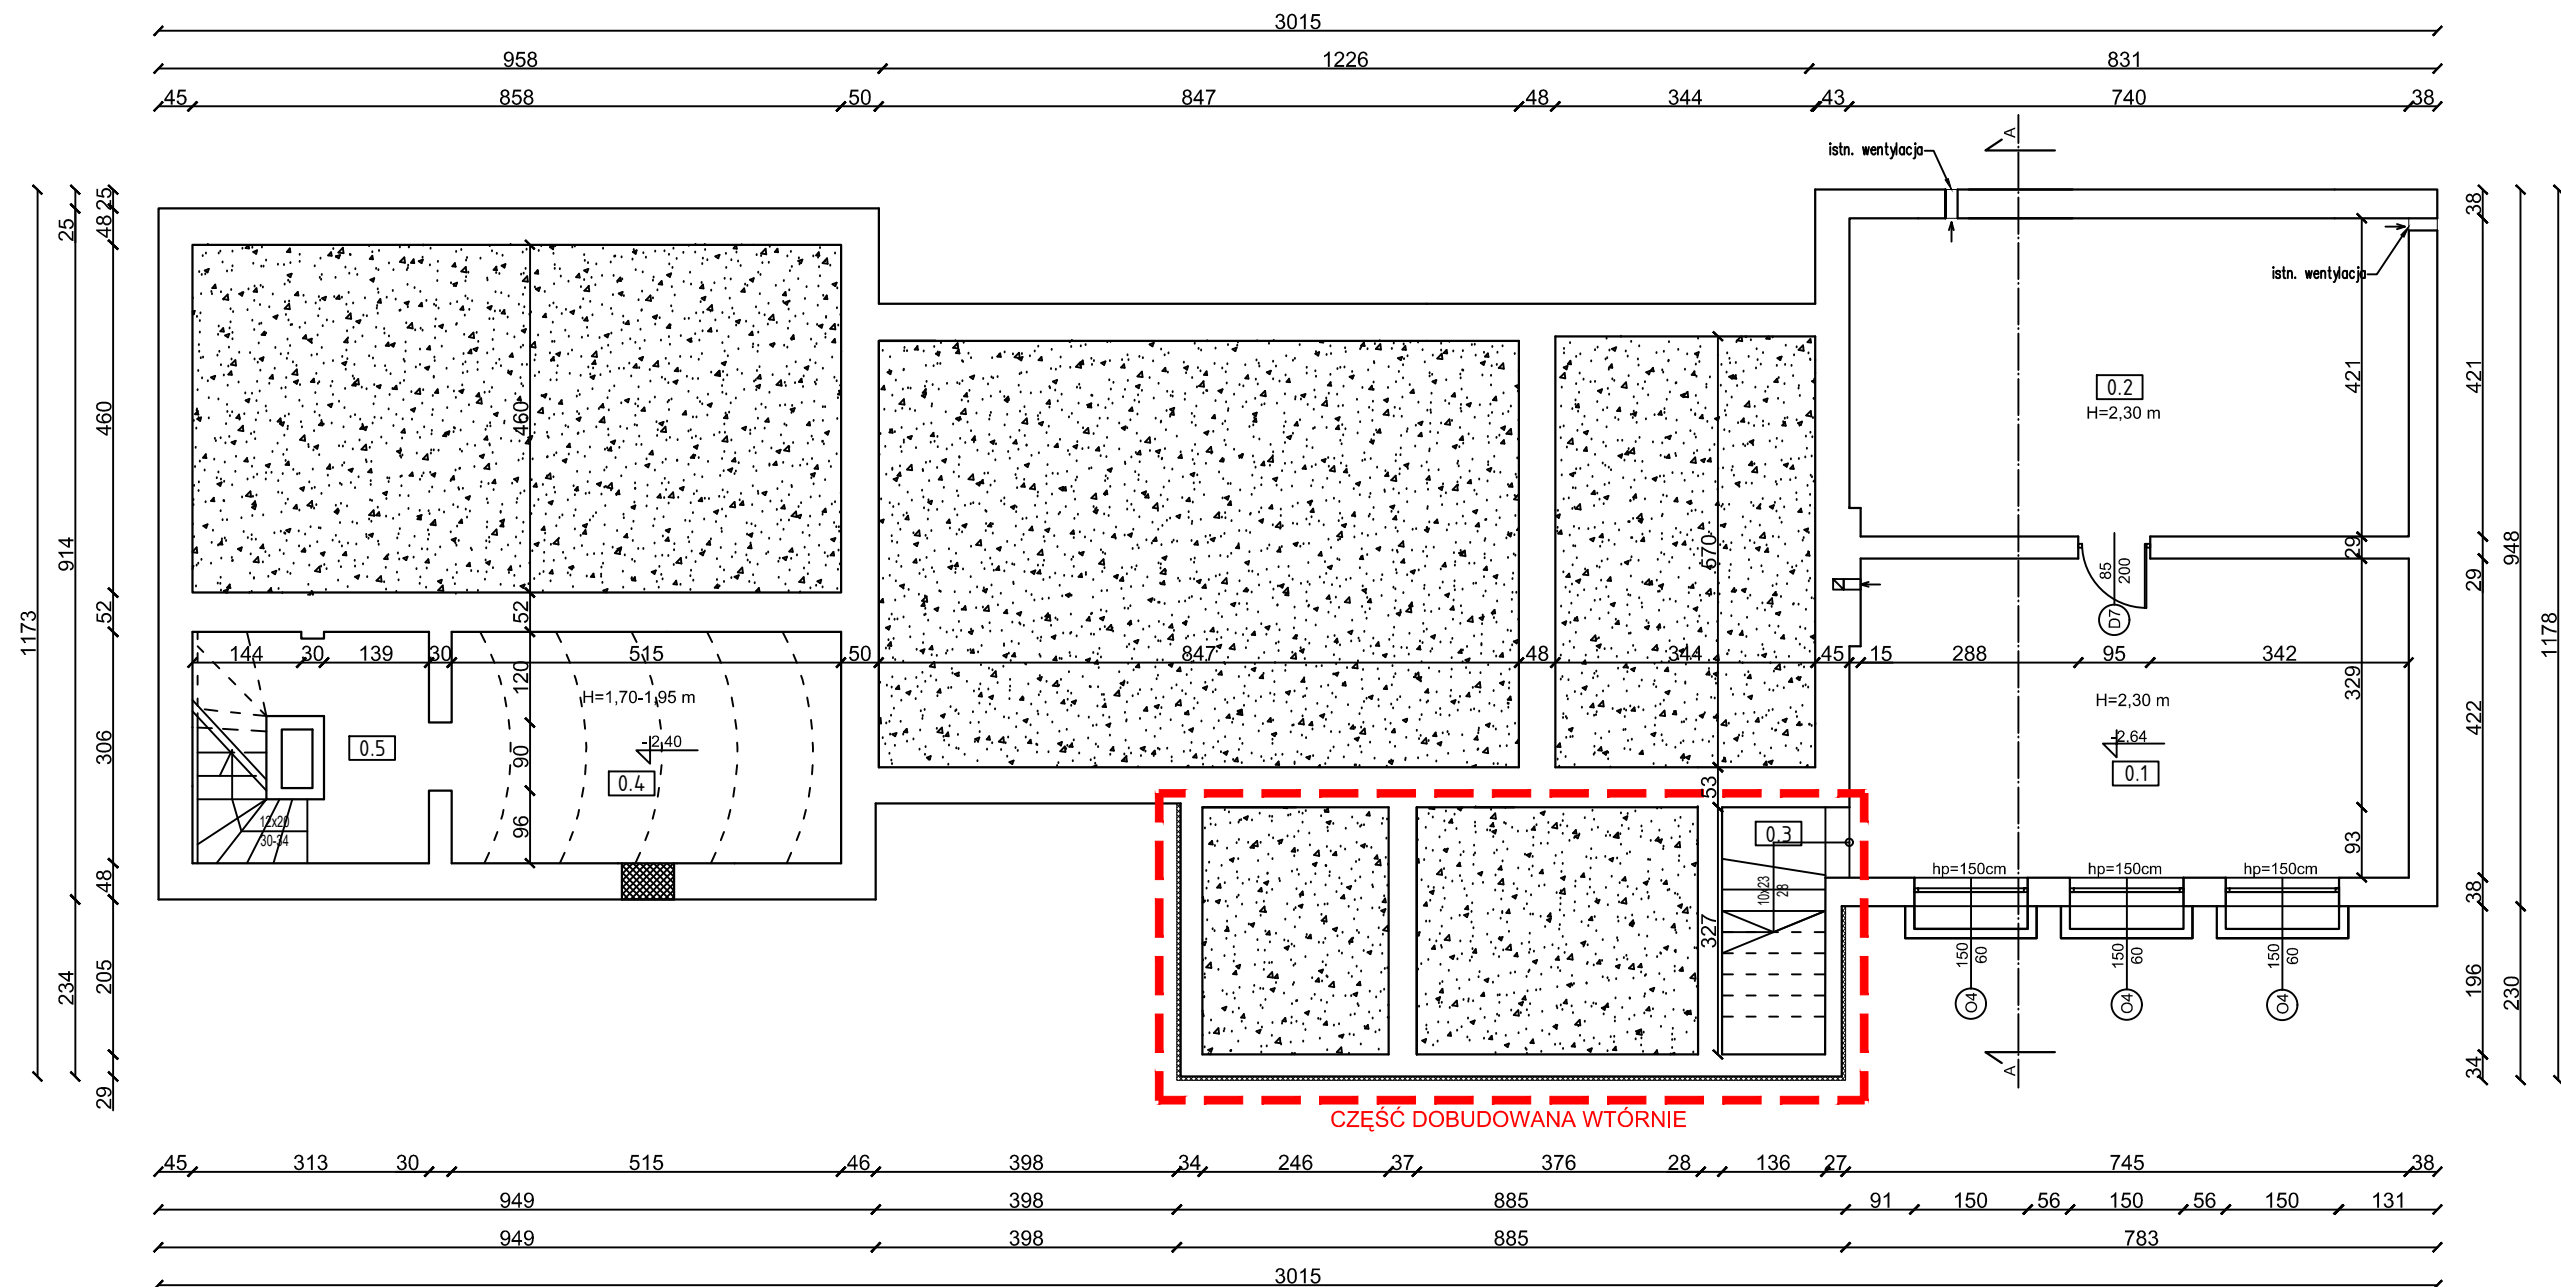 3015
958 1226 831
45 858 50 847 48 344 43 740 38
A
istn. wentylacja
istn. wentylacja
1173
25 914 234
25 48 460 52 306 48 205 29
460 52 120 90 96
144 30 139 30 515 50 847 48 344 45 15 288 95 342
0.2
H=2,30 m
421 29 329 93
85
200
D7
H=1,70-1,95 m
-2,40
0.5
0.4
12x20
30-34
570 53 327
H=2,30 m
-2,64
0.1
0.3
10x23
28
hp=150cm hp=150cm hp=150cm
150
60
O4
150
60
O4
150
60
O4
A
38 421 29 422 38 196 34
948 230
1178
CZĘŚĆ DOBUDOWANA WTÓRNIE
45 313 30 515 46 398 34 246 37 376 28 136 27 745 38
949 398 885 91 150 56 150 56 150 131
949 398 885 783
3015